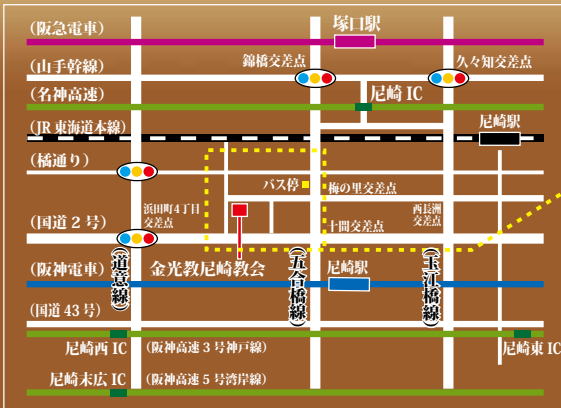 (阪急電車)
塚口駅
(山手幹線)
錦橋交差点
久々知交差点
(名神高速)
尼崎 IC
(JR 東海道本線)
尼崎駅
(橘通り)
バス停
梅の里交差点
浜田町4丁目
交差点
西長洲
交差点
(国道2号)
十間交差点
(阪神電車)
(道意線)
金光教尼崎教会
(五合橋線)
尼崎駅
(玉江橋線)
(国道43号)
尼崎西 IC
(阪神高速3号神戸線)
尼崎東 IC
尼崎末広 IC
(阪神高速5号湾岸線)